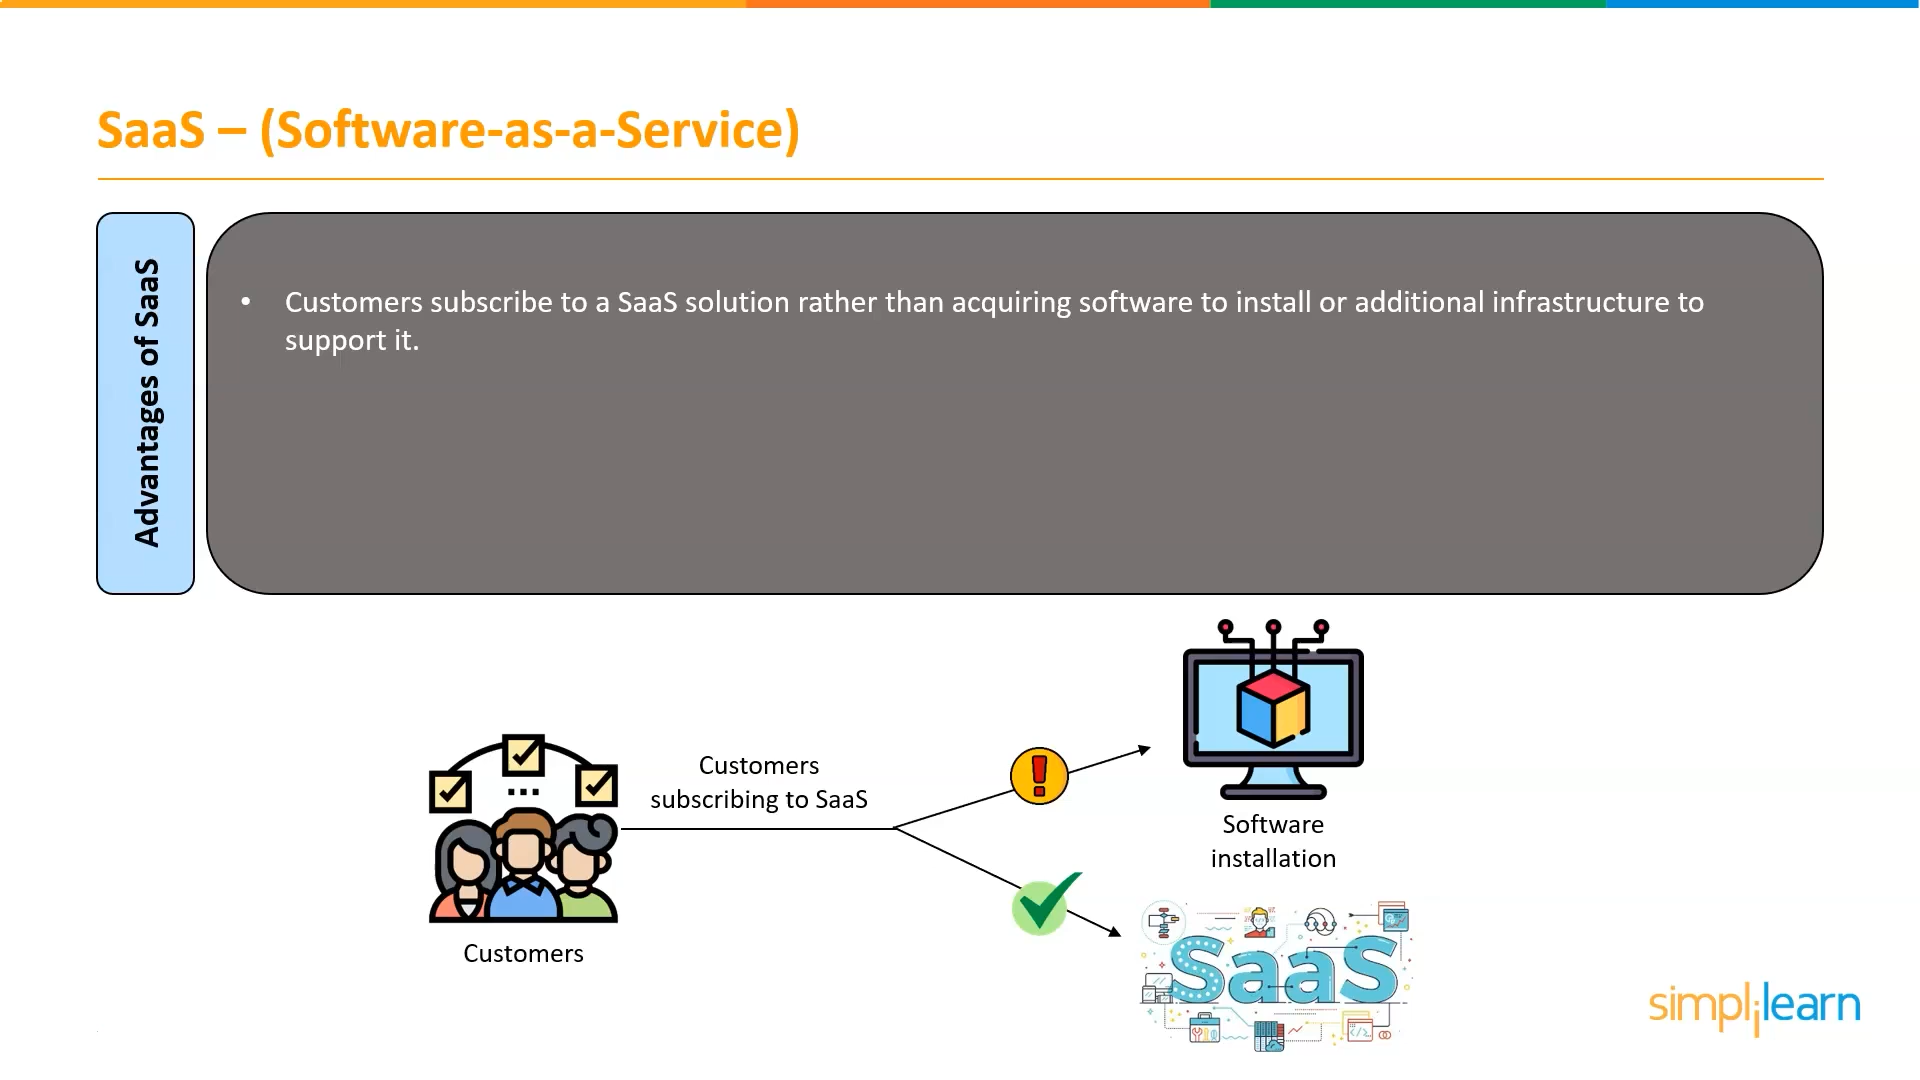 SaaS – (Software-as-a-Service)
Advantages of SaaS
• Customers subscribe to a SaaS solution rather than acquiring software to install or additional infrastructure to
support it.
Customers
subscribing to SaaS
Software
installation
Customers
SaaS
simplilearn